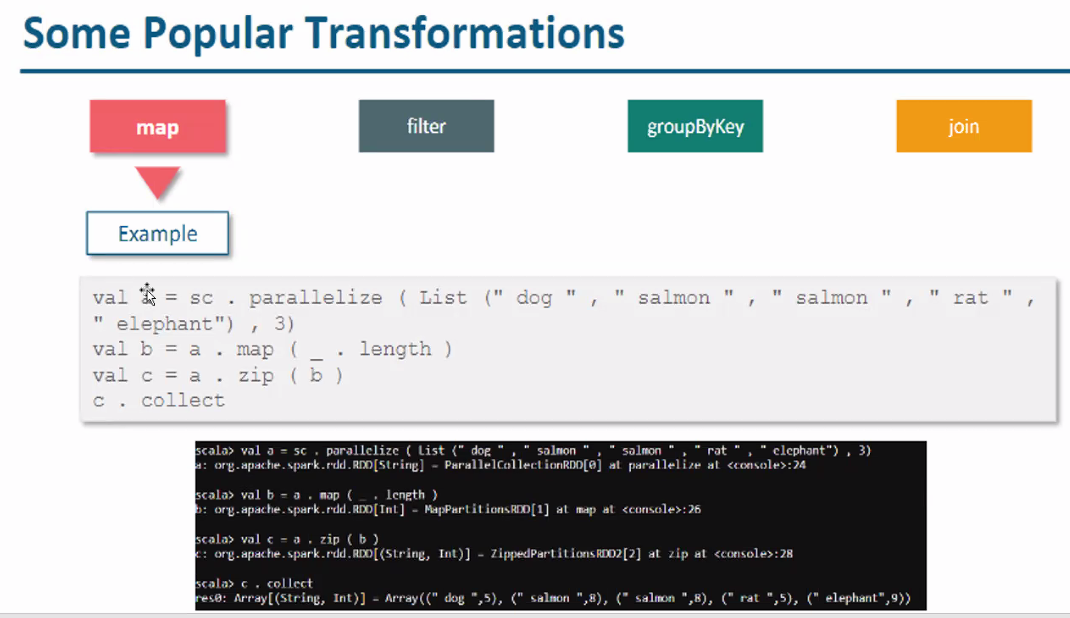 Some Popular Transformations
map
filter
groupByKey
join
Example
val a = sc . parallelize ( List (" dog " , " salmon " , " salmon " , " rat " ,
" elephant") , 3)
val b = a . map ( _ . length )
val c = a . zip ( b )
c . collect
scala> val a = sc . parallelize ( List (" dog " , " salmon " , " salmon " , " rat " , " elephant") , 3)
a: org.apache.spark.rdd.RDD[String] = ParallelCollectionRDD[0] at parallelize at <console>:24
scala> val b = a . map ( _ . length )
b: org.apache.spark.rdd.RDD[Int] = MapPartitionsRDD[1] at map at <console>:26
scala> val c = a . zip ( b )
c: org.apache.spark.rdd.RDD[(String, Int)] = ZippedPartitionsRDD2[2] at zip at <console>:28
scala> c . collect
res0: Array[(String, Int)] = Array((" dog ",5), (" salmon ",8), (" salmon ",8), (" rat ",5), (" elephant",9))